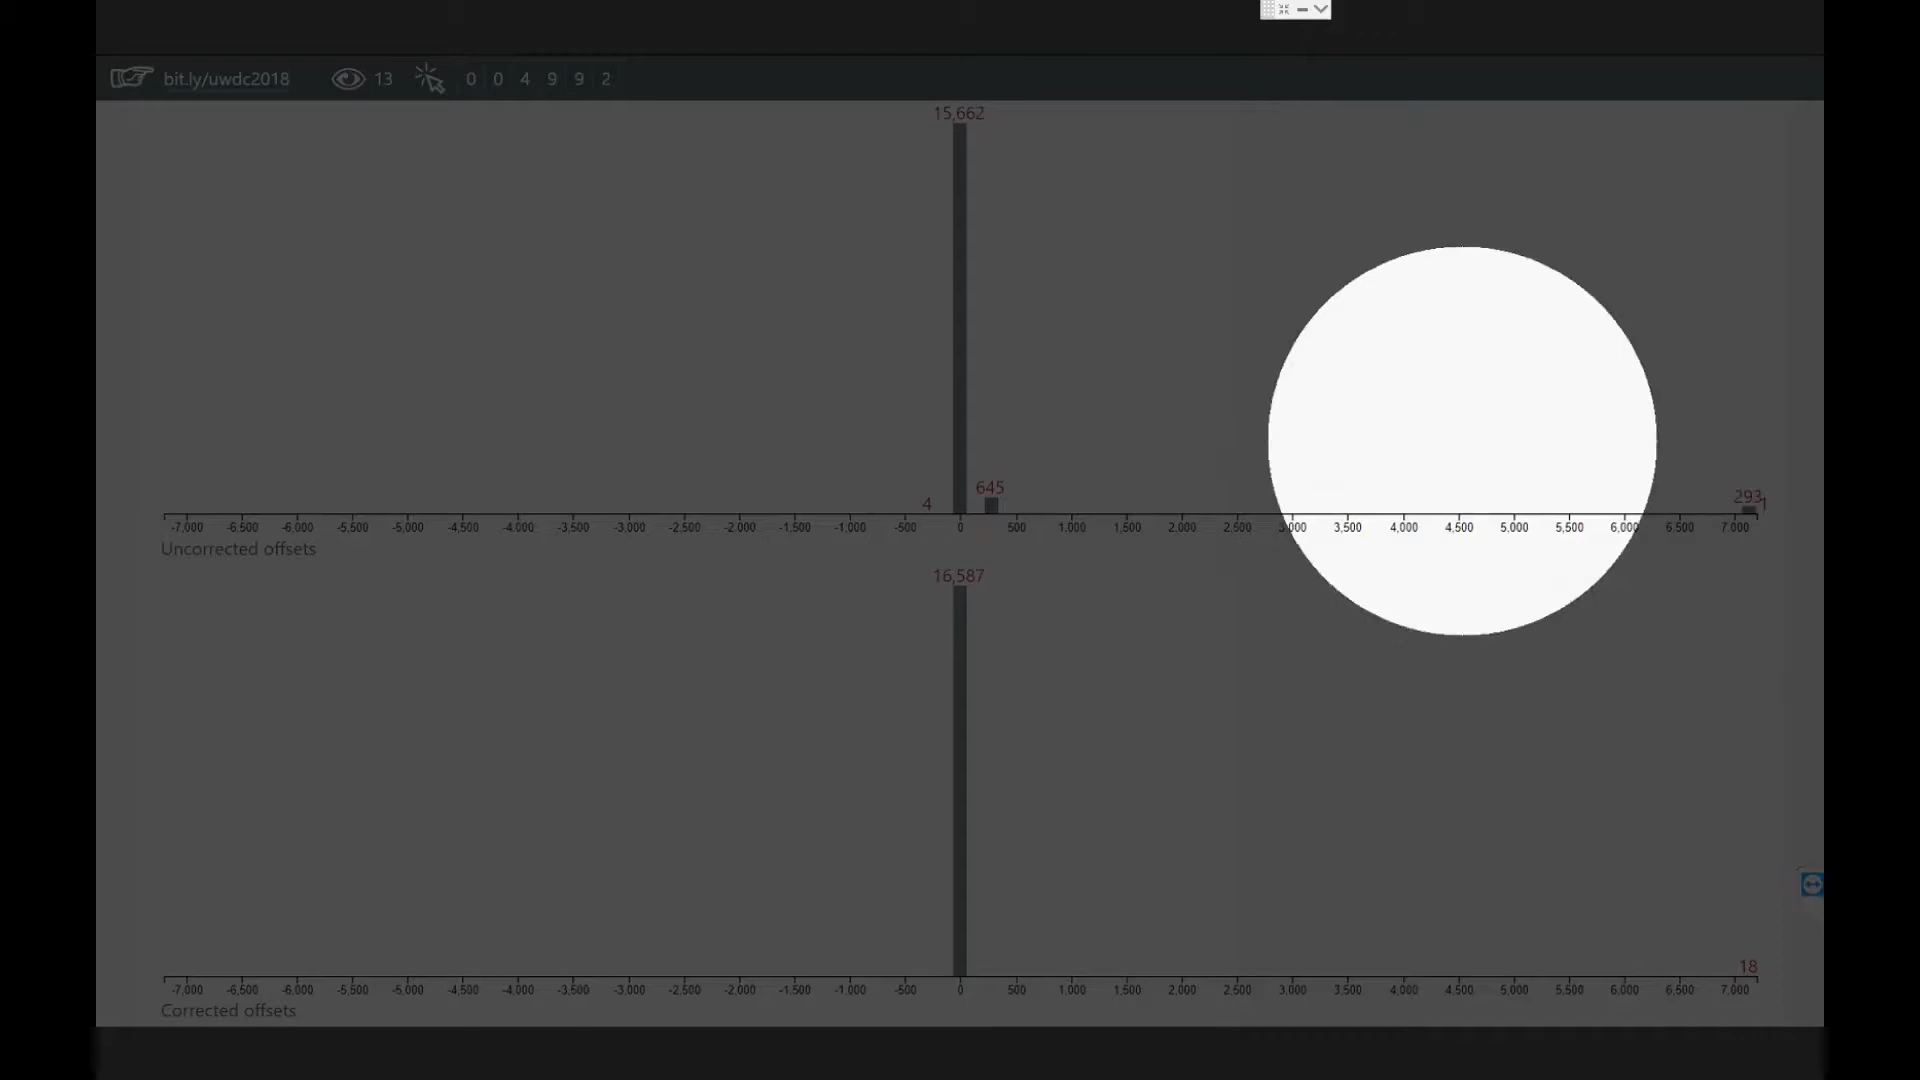 bit.ly/uwdc2018 13 0 0 4 9 9 2
15,662
4 645 293 1
-7,000 -6,500 -6,000 -5,500 -5,000 -4,500 -4,000 -3,500 -3,000 -2,500 -2,000 -1,500 -1,000 -500 0 500 1,000 1,500 2,000 2,500 3,000 3,500 4,000 4,500 5,000 5,500 6,000 6,500 7,000
Uncorrected offsets
16,587
18
-7,000 -6,500 -6,000 -5,500 -5,000 -4,500 -4,000 -3,500 -3,000 -2,500 -2,000 -1,500 -1,000 -500 0 500 1,000 1,500 2,000 2,500 3,000 3,500 4,000 4,500 5,000 5,500 6,000 6,500 7,000
Corrected offsets